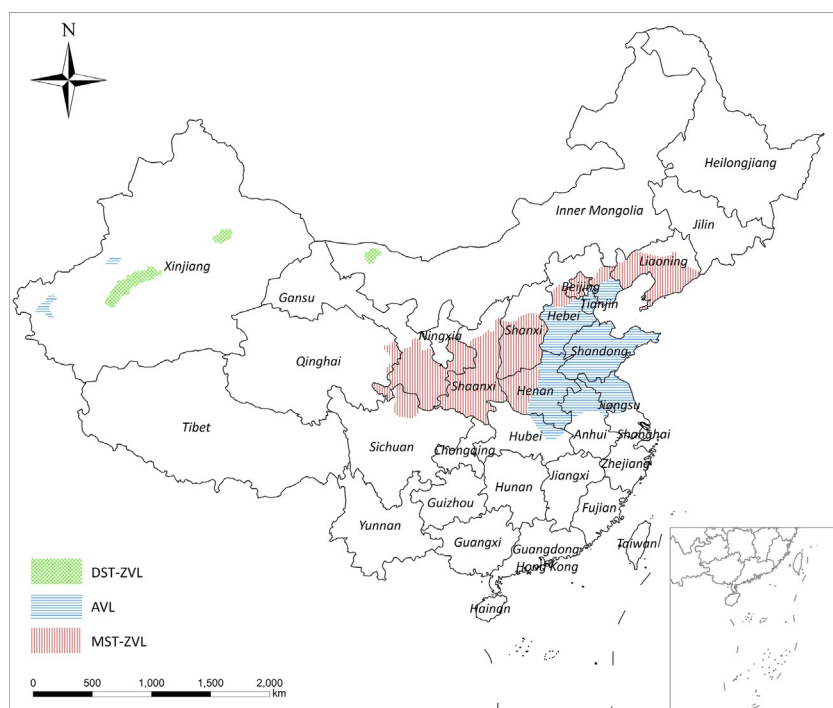 N
Heilongjiang
Inner Mongolia
Jilin
Liaoning
Xinjiang
Beijing
Gansu
Tianjin
Hebei
Ningxia
Shanxi
Qinghai
Shandong
Shaanxi
Henan
Jiangsu
Tibet
Hubei
Anhui
Shanghai
Sichuan
Chongqing
Zhejiang
Hunan
Jiangxi
Guizhou
Fujian
Yunnan
Guangxi
Guangdong
Taiwan
Hong Kong
Hainan
DST-ZVL
AVL
MST-ZVL
0 500 1,000 1,500 2,000
km